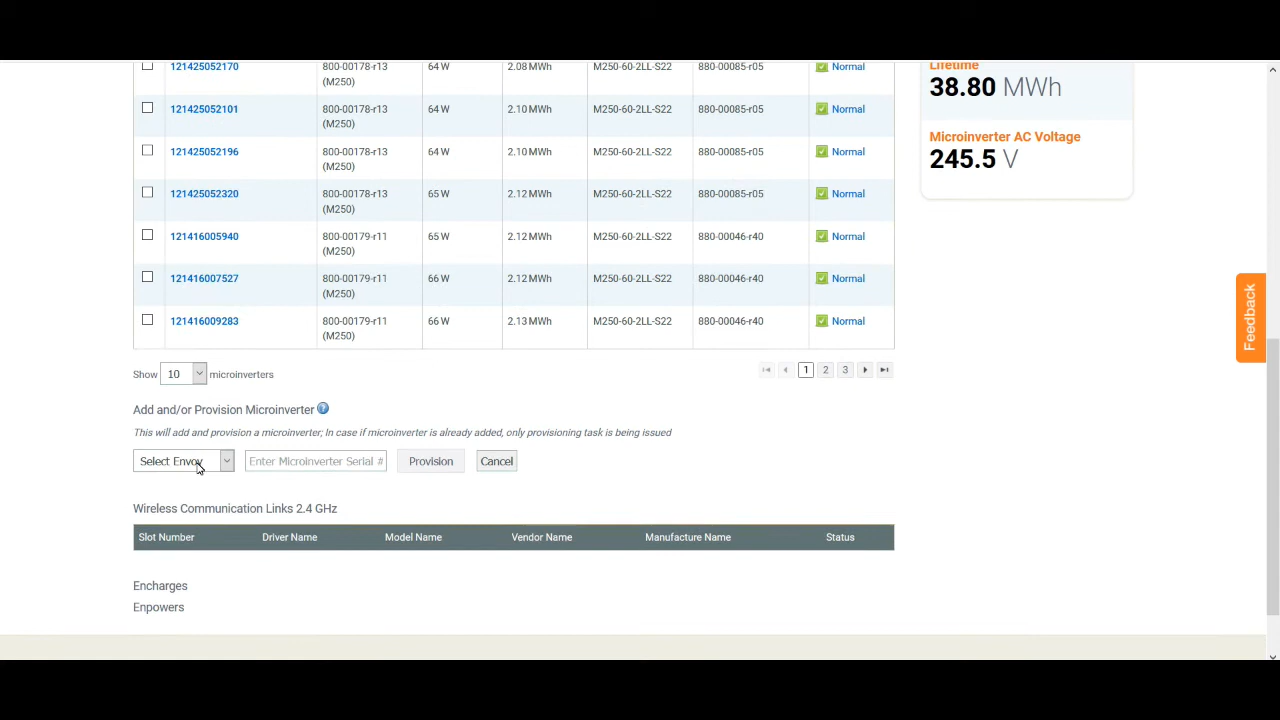 121425052170 800-00178-r13 64 W 2.08 MWh M250-60-2LL-S22 880-00085-r05 Normal
(M250)
121425052101 800-00178-r13 64 W 2.10 MWh M250-60-2LL-S22 880-00085-r05 Normal
(M250)
121425052196 800-00178-r13 64 W 2.10 MWh M250-60-2LL-S22 880-00085-r05 Normal
(M250)
121425052320 800-00178-r13 65 W 2.12 MWh M250-60-2LL-S22 880-00085-r05 Normal
(M250)
121416005940 800-00179-r11 65 W 2.12 MWh M250-60-2LL-S22 880-00046-r40 Normal
(M250)
121416007527 800-00179-r11 66 W 2.12 MWh M250-60-2LL-S22 880-00046-r40 Normal
(M250)
121416009283 800-00179-r11 66 W 2.13 MWh M250-60-2LL-S22 880-00046-r40 Normal
(M250)
Show 10 microinverters 1 2 3
Add and/or Provision Microinverter ?
This will add and provision a microinverter; In case if microinverter is already added, only provisioning task is being issued
Select Envoy Enter Microinverter Serial # Provision Cancel
Wireless Communication Links 2.4 GHz
Slot Number Driver Name Model Name Vendor Name Manufacture Name Status
Encharges
Enpowers
Lifetime
38.80 MWh
Microinverter AC Voltage
245.5 V
Feedback